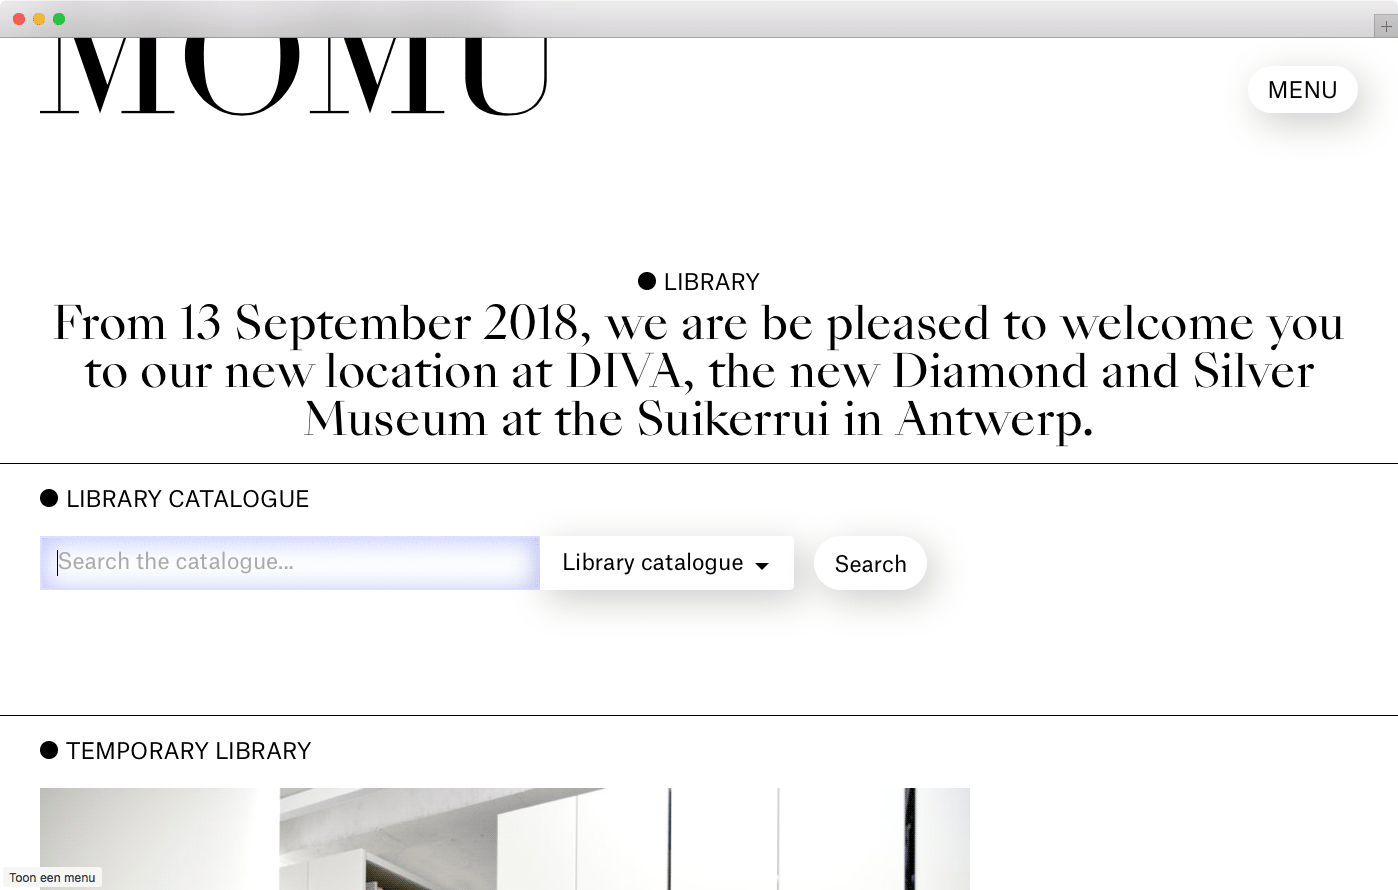 MOMU
MENU
LIBRARY
From 13 September 2018, we are be pleased to welcome you
to our new location at DIVA, the new Diamond and Silver
Museum at the Suikerrui in Antwerp.
LIBRARY CATALOGUE
Search the catalogue...
Library catalogue
Search
TEMPORARY LIBRARY
Toon een menu